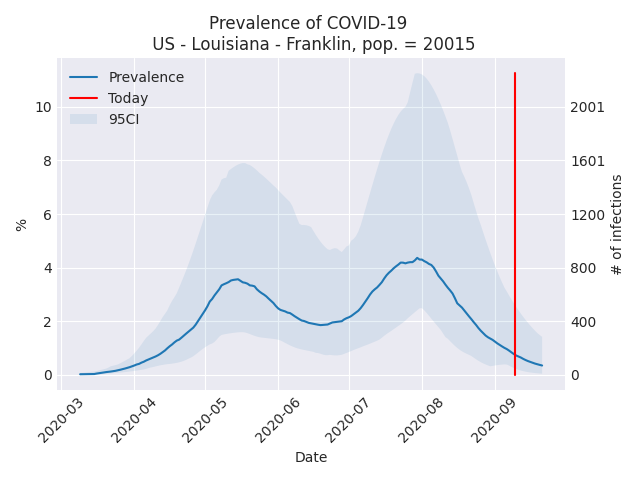 Prevalence of COVID-19
US - Louisiana - Franklin, pop. = 20015
Prevalence
Today
95CI
%
10
8
6
4
2
0
2001
1601
1200
800
400
0
# of infections
2020-03
2020-04
2020-05
2020-06
2020-07
2020-08
2020-09
Date